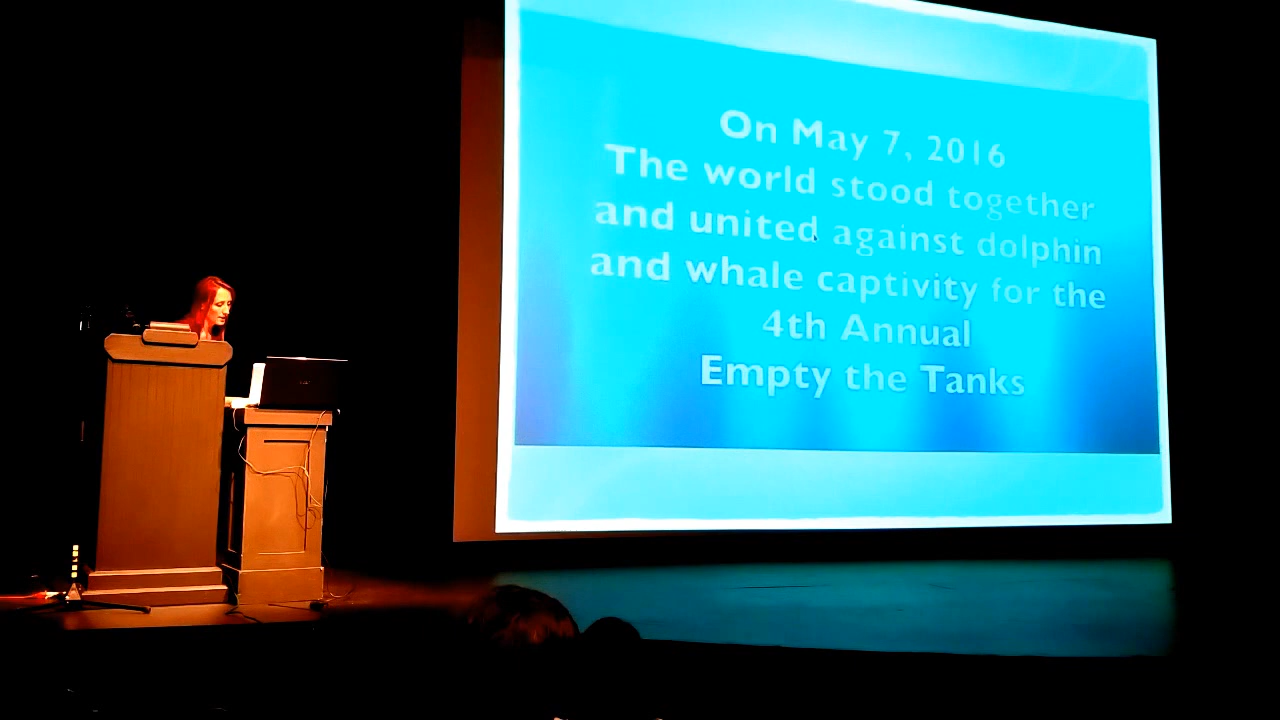 On May 7, 2016
The world stood together
and united against dolphin
and whale captivity for the
4th Annual
Empty the Tanks